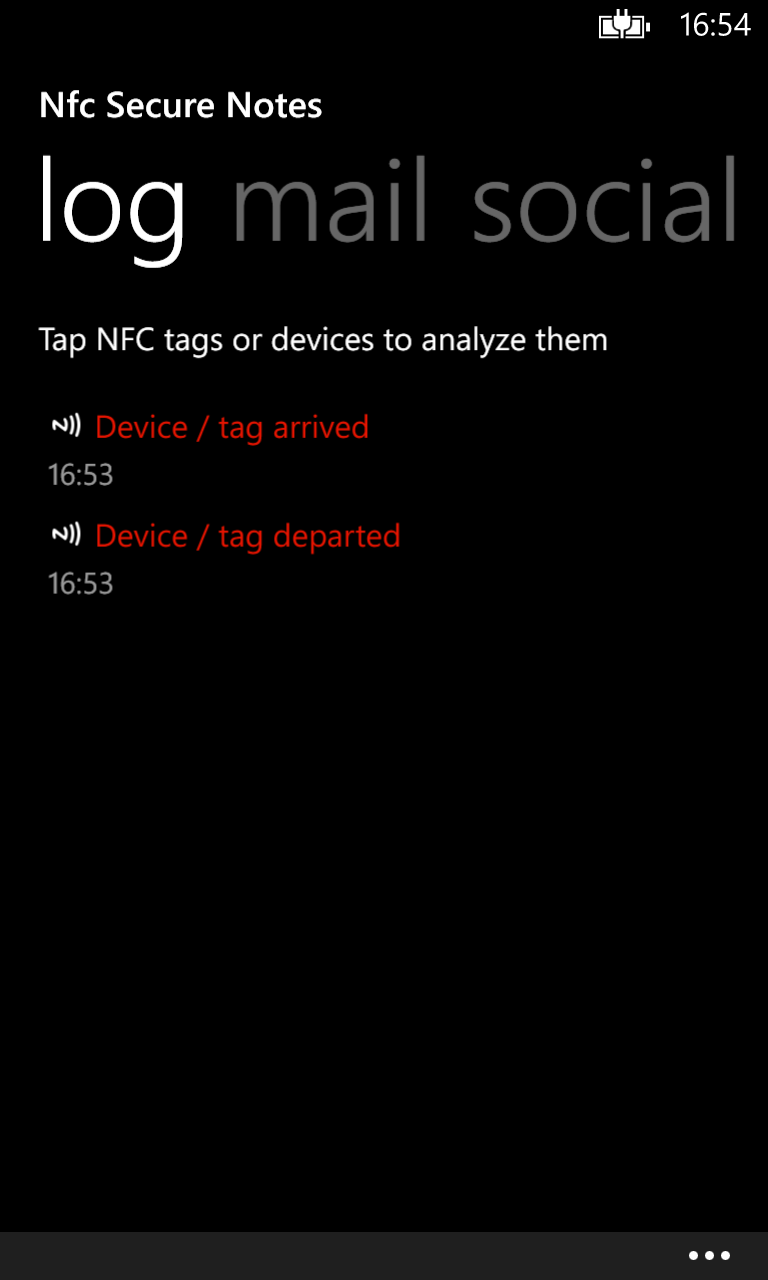 16:54
Nfc Secure Notes
log mail social
Tap NFC tags or devices to analyze them
Device / tag arrived
16:53
Device / tag departed
16:53